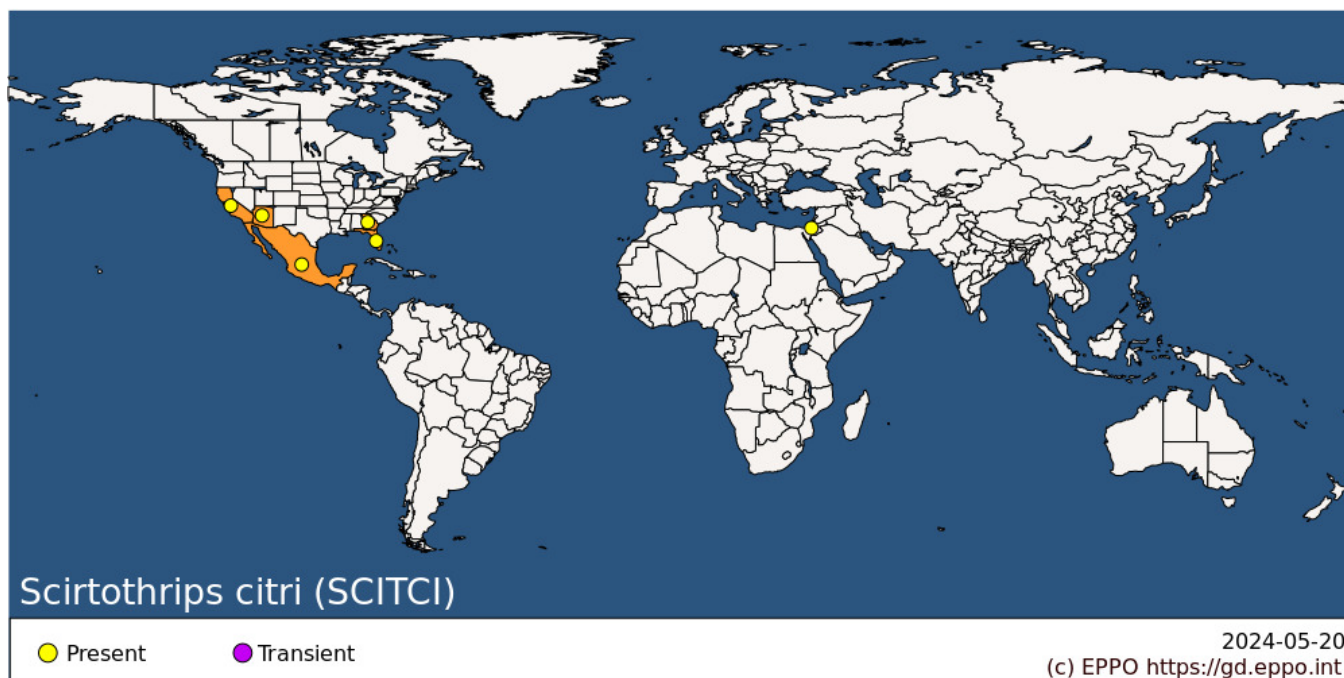 Scirtothrips citri (SCITCI)
Present
Transient
2024-05-20
(c) EPPO https://gd.eppo.int